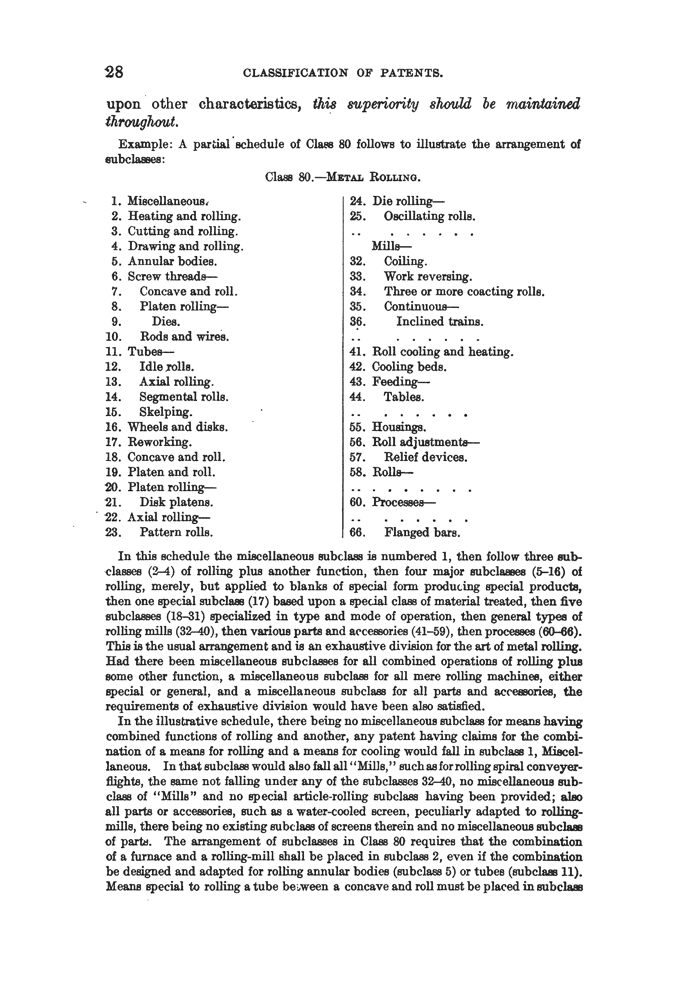 28
CLASSIFICATION OF PATENTS.
upon other characteristics, this superiority should be maintained
throughout.
Example: A partial schedule of Class 80 follows to illustrate the arrangement of
subclasses:
Class 80.—METAL ROLLING.
1. Miscellaneous.
2. Heating and rolling.
3. Cutting and rolling.
4. Drawing and rolling.
5. Annular bodies.
6. Screw threads—
7. Concave and roll.
8. Platen rolling—
9. Dies.
10. Rods and wires.
11. Tubes—
12. Idle rolls.
13. Axial rolling.
14. Segmental rolls.
15. Skelping.
16. Wheels and disks.
17. Reworking.
18. Concave and roll.
19. Platen and roll.
20. Platen rolling—
21. Disk platens.
22. Axial rolling—
23. Pattern rolls.
24. Die rolling—
25. Oscillating rolls.
.. . . . . . .
Mills—
32. Coiling.
33. Work reversing.
34. Three or more coacting rolls.
35. Continuous—
36. Inclined trains.
.. . . . . . .
41. Roll cooling and heating.
42. Cooling beds.
43. Feeding—
44. Tables.
.. . . . . . .
55. Housings.
56. Roll adjustments—
57. Relief devices.
58. Rolls—
.. . . . . . . .
60. Processes—
.. . . . . . .
66. Flanged bars.
In this schedule the miscellaneous subclass is numbered 1, then follow three sub-
classes (2–4) of rolling plus another function, then four major subclasses (5–16) of
rolling, merely, but applied to blanks of special form producing special products,
then one special subclass (17) based upon a special class of material treated, then five
subclasses (18–31) specialized in type and mode of operation, then general types of
rolling mills (32–40), then various parts and accessories (41–59), then processes (60–66).
This is the usual arrangement and is an exhaustive division for the art of metal rolling.
Had there been miscellaneous subclasses for all combined operations of rolling plus
some other function, a miscellaneous subclass for all mere rolling machines, either
special or general, and a miscellaneous subclass for all parts and accessories, the
requirements of exhaustive division would have been also satisfied.
In the illustrative schedule, there being no miscellaneous subclass for means having
combined functions of rolling and another, any patent having claims for the combi-
nation of a means for rolling and a means for cooling would fall in subclass 1, Miscel-
laneous. In that subclass would also fall all "Mills," such as for rolling spiral conveyer-
flights, the same not falling under any of the subclasses 32–40, no miscellaneous sub-
class of "Mills" and no special article-rolling subclass having been provided; also
all parts or accessories, such as a water-cooled screen, peculiarly adapted to rolling-
mills, there being no existing subclass of screens therein and no miscellaneous subclass
of parts. The arrangement of subclasses in Class 80 requires that the combination
of a furnace and a rolling-mill shall be placed in subclass 2, even if the combination
be designed and adapted for rolling annular bodies (subclass 5) or tubes (subclass 11).
Means special to rolling a tube between a concave and roll must be placed in subclass